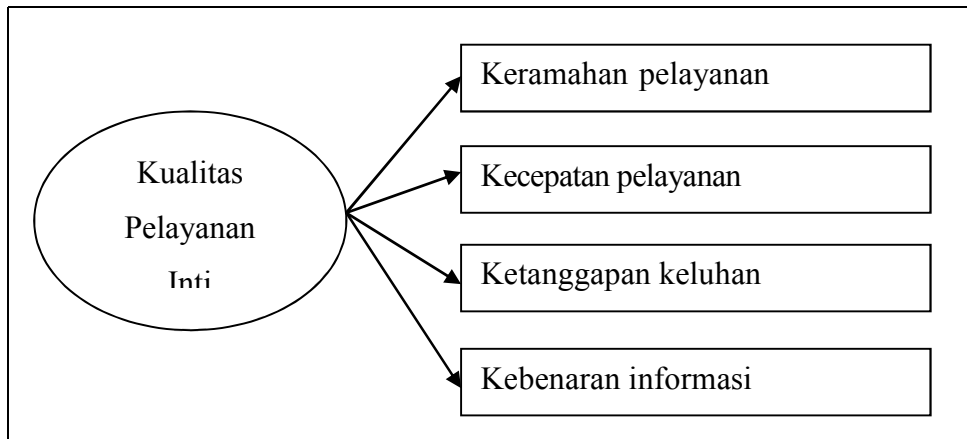 Kualitas
Pelayanan
Inti
Keramahan pelayanan
Kecepatan pelayanan
Ketanggapan keluhan
Kebenaran informasi